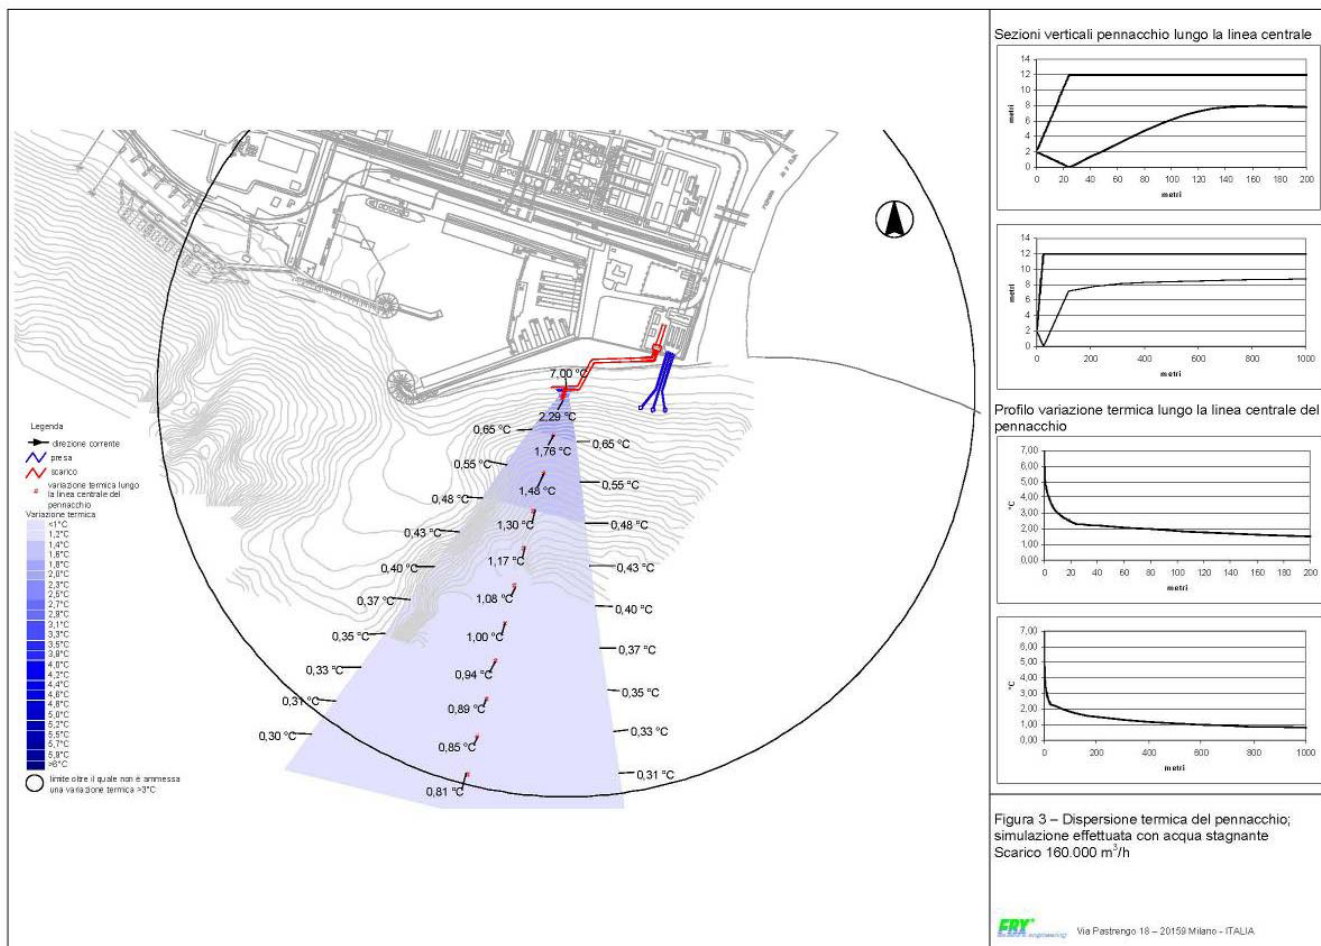 7,00 °C
2,29 °C
0,65 °C
0,65 °C
1,76 °C
0,55 °C
0,55 °C
1,48 °C
0,48 °C
0,48 °C
1,30 °C
0,43 °C
0,43 °C
1,17 °C
0,40 °C
0,40 °C
1,08 °C
0,37 °C
0,37 °C
1,00 °C
0,35 °C
0,35 °C
0,94 °C
0,33 °C
0,33 °C
0,89 °C
0,31 °C
0,31 °C
0,85 °C
0,30 °C
0,81 °C
Legenda
direzione corrente
presa
scarico
variazione termica lungo
la linea centrale del
pennacchio
Variazione termica
<1°C
1,2°C
1,4°C
1,6°C
1,8°C
2,0°C
2,3°C
2,5°C
2,7°C
2,9°C
3,1°C
3,3°C
3,5°C
4,0°C
4,2°C
4,4°C
4,6°C
4,8°C
5,0°C
5,2°C
5,5°C
5,7°C
5,9°C
>6°C
limite oltre il quale non è ammessa
una variazione termica >3°C
Sezioni verticali pennacchio lungo la linea centrale
14
12
10
8
6
4
2
0
metri
0 20 40 60 80 100 120 140 160 180 200
metri
14
12
10
8
6
4
2
0
metri
0 200 400 600 800 1000
metri
Profilo variazione termica lungo la linea centrale del
pennacchio
7,00
6,00
5,00
4,00
3,00
2,00
1,00
0,00
°C
0 20 40 60 80 100 120 140 160 180 200
metri
7,00
6,00
5,00
4,00
3,00
2,00
1,00
0,00
°C
0 200 400 600 800 1000
metri
Figura 3 – Dispersione termica del pennacchio;
simulazione effettuata con acqua stagnante
Scarico 160.000 m³/h
Via Pastrengo 18 – 20159 Milano - ITALIA